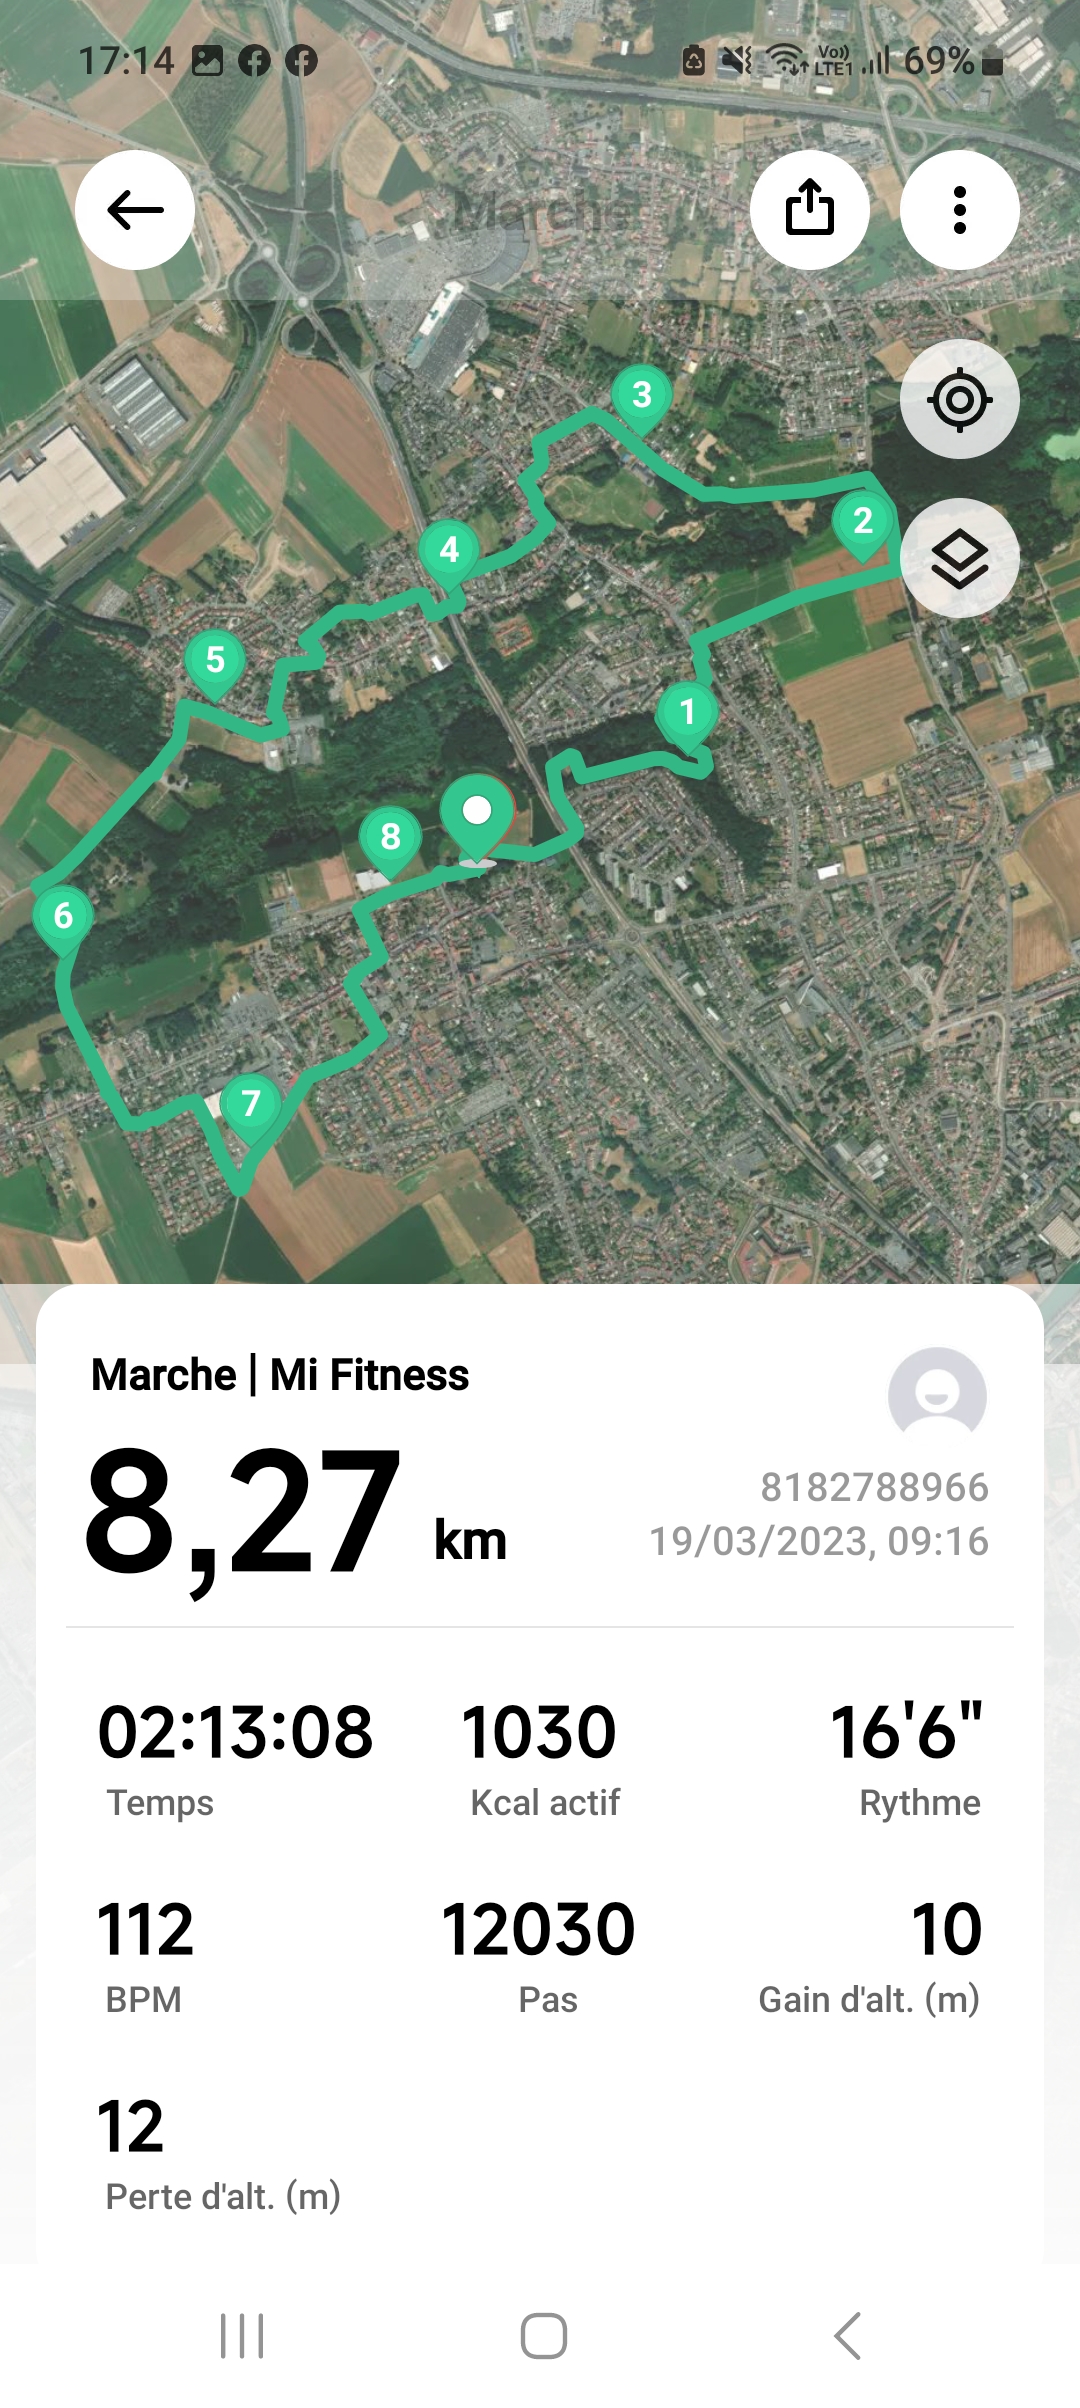 17:14 Vo)) LTE1 69%
Marche
3
2
4
5
1
8
6
7
Marche | Mi Fitness
8,27 km
8182788966
19/03/2023, 09:16
02:13:08 1030 16'6"
Temps Kcal actif Rythme
112 12030 10
BPM Pas Gain d'alt. (m)
12
Perte d'alt. (m)